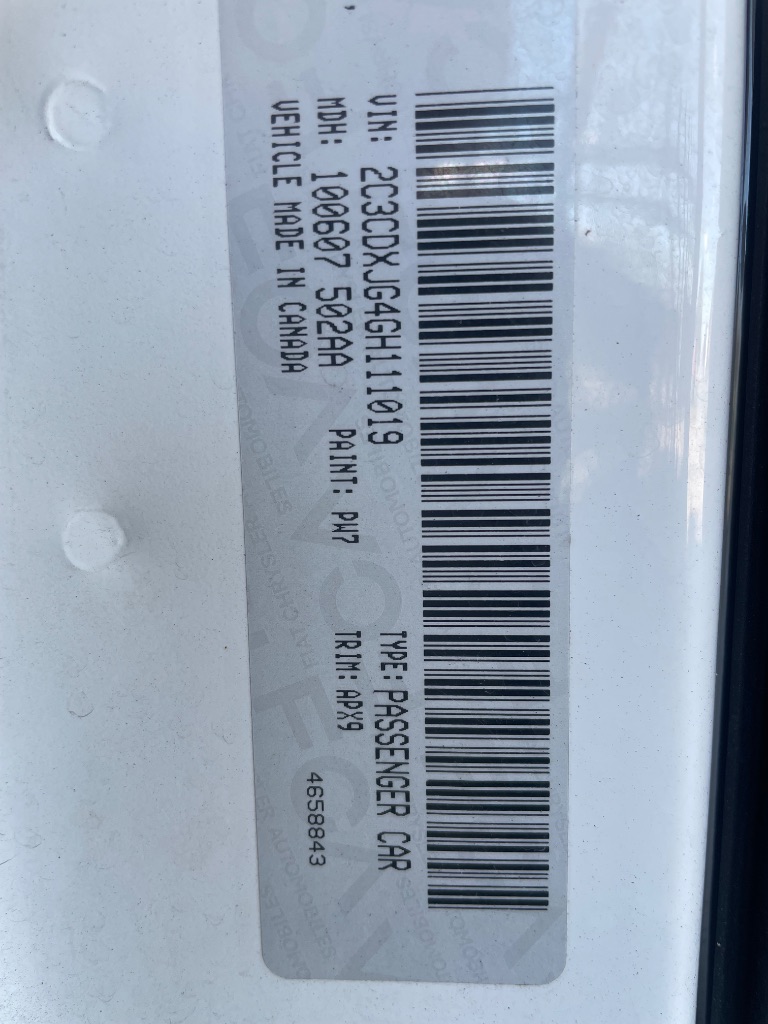 VIN: 2C3CDXJG4GH111019 TYPE: PASSENGER CAR
MDH: 100607 502AA PAINT: PW7 TRIM: APX9
VEHICLE MADE IN CANADA 4658843